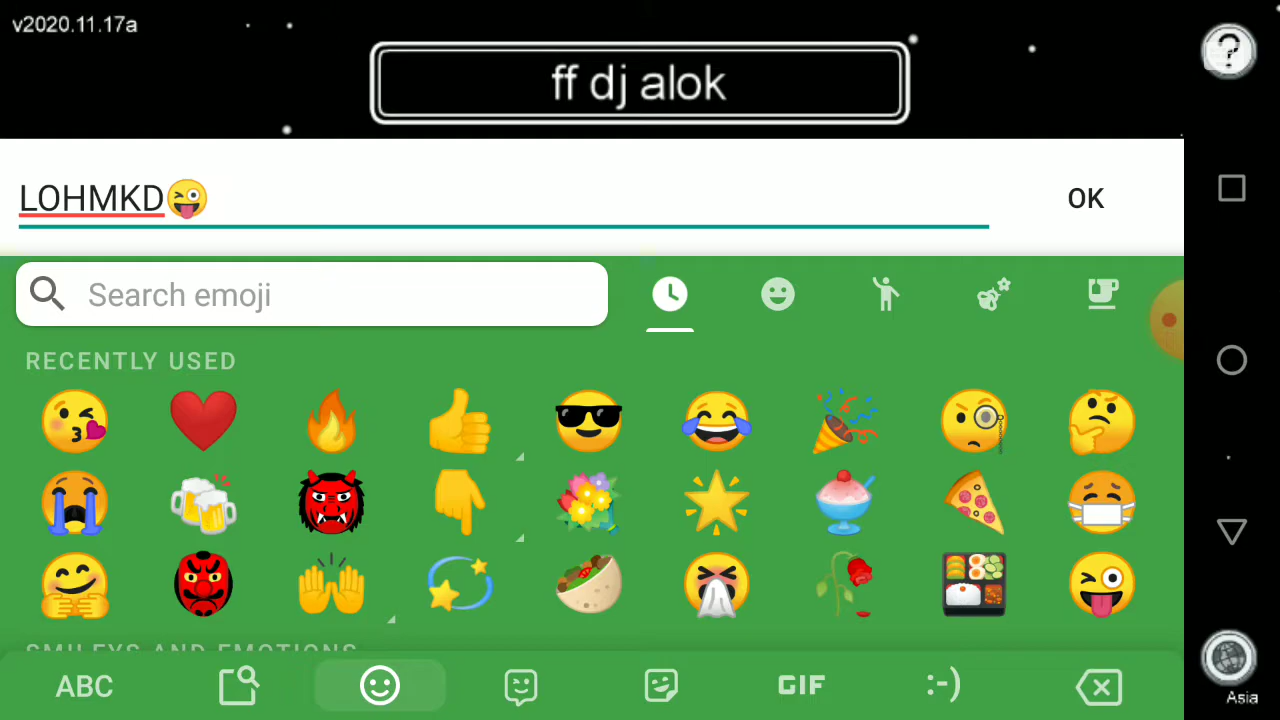 v2020.11.17a
ff dj alok
LOHMKD😜
OK
Search emoji
RECENTLY USED
SMILEYS AND EMOTIONS
ABC
GIF
:-)
Asia